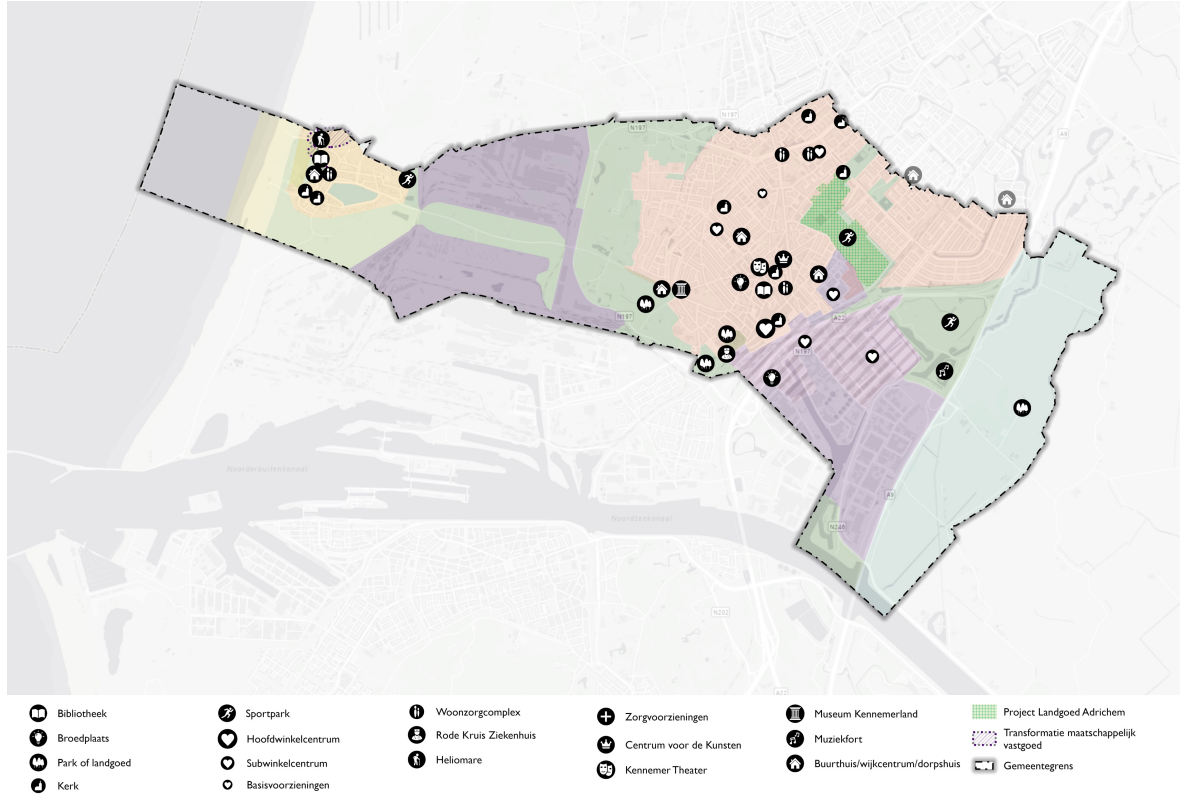 N197
A9
N197
N197
A22
N197
Noorderbuitenkanaal
Noordzeekanaal
A9
N246
N202
A22
Bibliotheek
Broedplaats
Park of landgoed
Kerk
Sportpark
Hoofdwinkelcentrum
Subwinkelcentrum
Basisvoorzieningen
Woonzorgcomplex
Rode Kruis Ziekenhuis
Heliomare
Zorgvoorzieningen
Centrum voor de Kunsten
Kennemer Theater
Museum Kennemerland
Muziekfort
Buurthuis/wijkcentrum/dorpshuis
Project Landgoed Adrichem
Transformatie maatschappelijk
vastgoed
Gemeentegrens